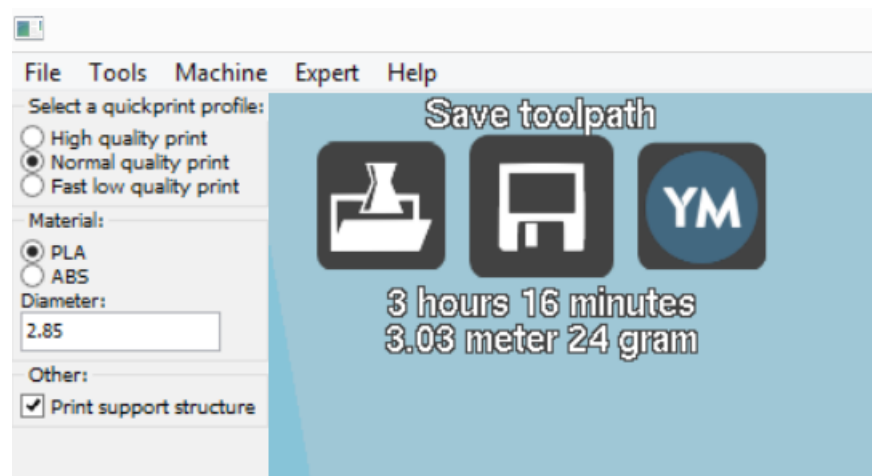 File Tools Machine Expert Help
Select a quickprint profile:
High quality print
Normal quality print
Fast low quality print
Material:
PLA
ABS
Diameter:
2.85
Other:
Print support structure
Save toolpath
YM
3 hours 16 minutes
3.03 meter 24 gram